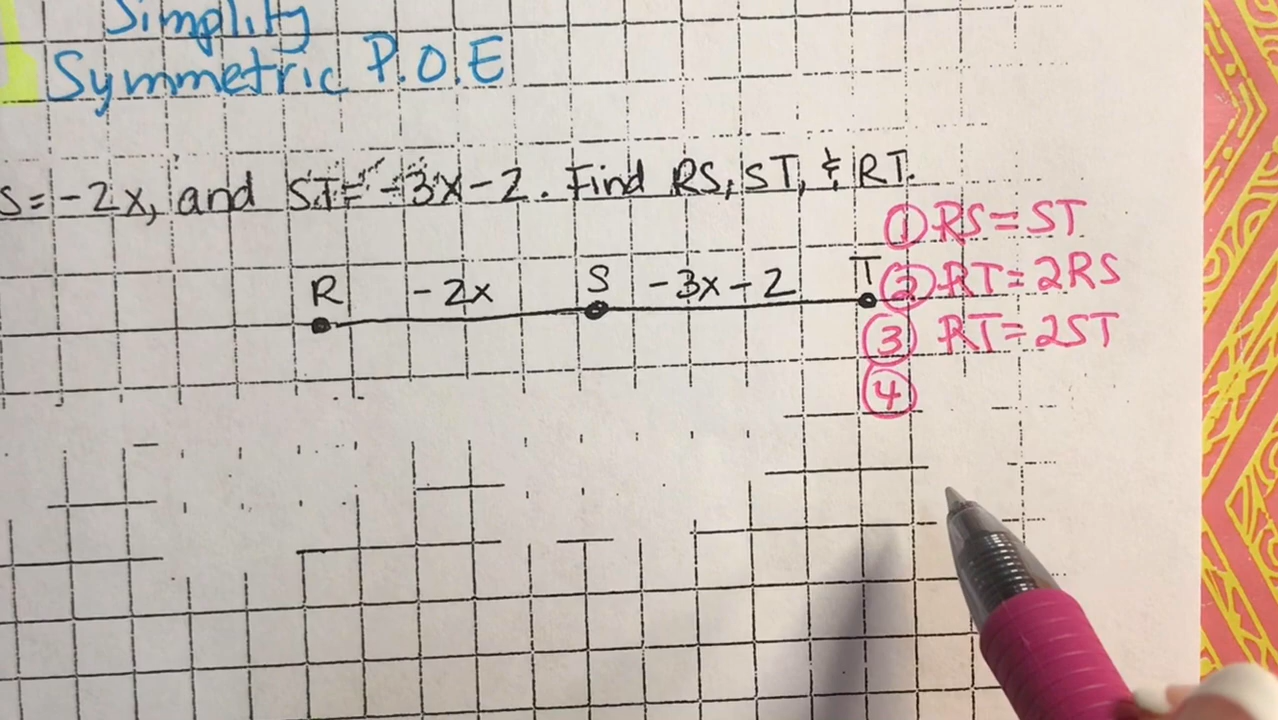 Simplify
Symmetric P.O.E
S=-2x, and ST=-3x-2. Find RS, ST, & RT.
① RS=ST
R -2x S -3x-2 T ② RT=2RS
③ RT=2ST
④